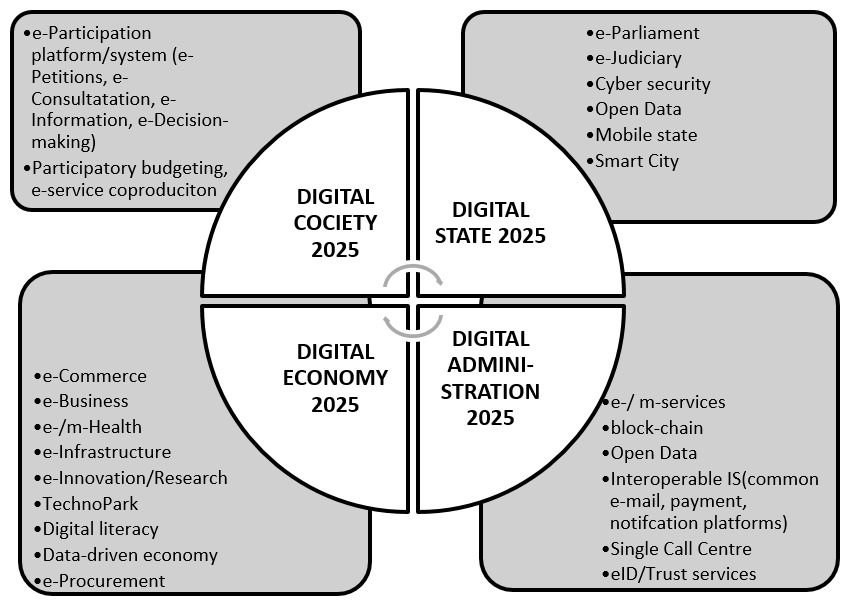 •e-Participation
platform/system (e-
Petitions, e-
Consultatation, e-
Information, e-Decision-
making)
•Participatory budgeting,
e-service coproduciton
•e-Parliament
•e-Judiciary
•Cyber security
•Open Data
•Mobile state
•Smart City
DIGITAL
COCIETY
2025
DIGITAL
STATE 2025
DIGITAL
ECONOMY
2025
DIGITAL
ADMINI-
STRATION
2025
•e-Commerce
•e-Business
•e-/m-Health
•e-Infrastructure
•e-Innovation/Research
•TechnoPark
•Digital literacy
•Data-driven economy
•e-Procurement
•e-/ m-services
•block-chain
•Open Data
•Interoperable IS(common
e-mail, payment,
notifcation platforms)
•Single Call Centre
•eID/Trust services